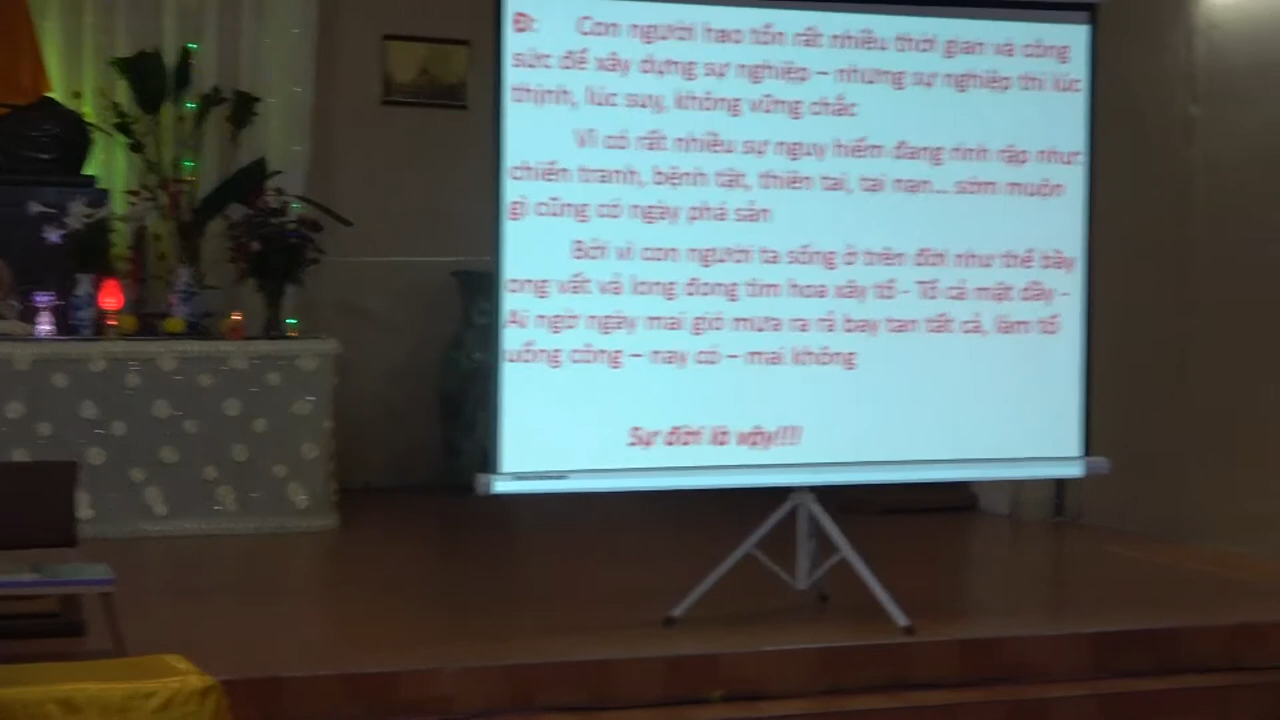 Đ: Con người hao tốn rất nhiều thời gian và công
sức để xây dựng sự nghiệp – nhưng sự nghiệp thì lúc
thịnh, lúc suy, không vững chắc
Vì có rất nhiều sự nguy hiểm đang rình rập như:
chiến tranh, bệnh tật, thiên tai, tai nạn... sớm muộn
gì cũng có ngày phá sản
Bởi vì con người ta sống ở trên đời như thế bầy
ong vất vả long đong tìm hoa xây tổ - Tổ cả mật đầy -
Ai ngờ ngày mai gió mưa ra rả bay tan tất cả, làm tổ
uổng công – nay có – mai không
Sự đời là vậy!!!